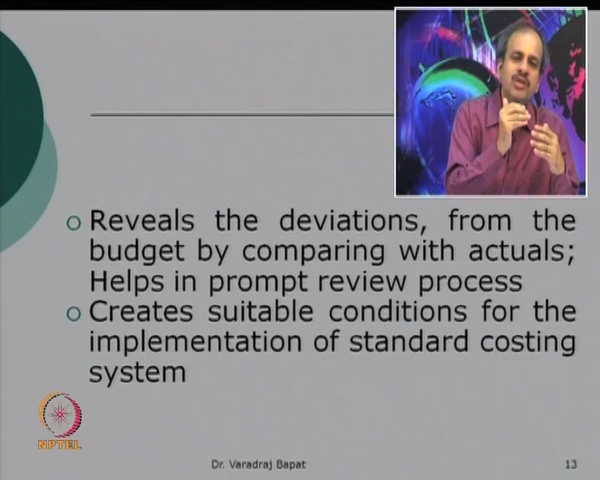 Reveals the deviations, from the
budget by comparing with actuals;
Helps in prompt review process
Creates suitable conditions for the
implementation of standard costing
system
NPTEL
Dr. Varadraj Bapat
13